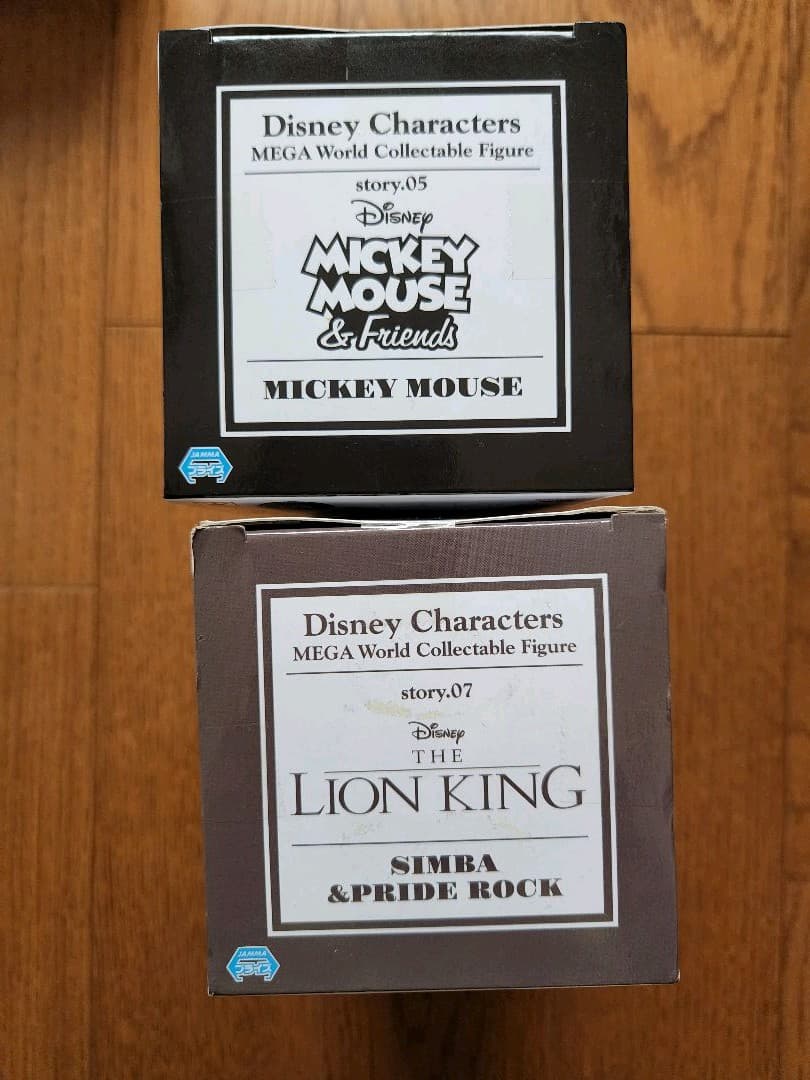 Disney Characters
MEGA World Collectable Figure
story.05
Disney
MICKEY
MOUSE
& Friends
MICKEY MOUSE
JAMMA
プライズ
Disney Characters
MEGA World Collectable Figure
story.07
Disney
THE
LION KING
SIMBA
&PRIDE ROCK
JAMMA
プライズ